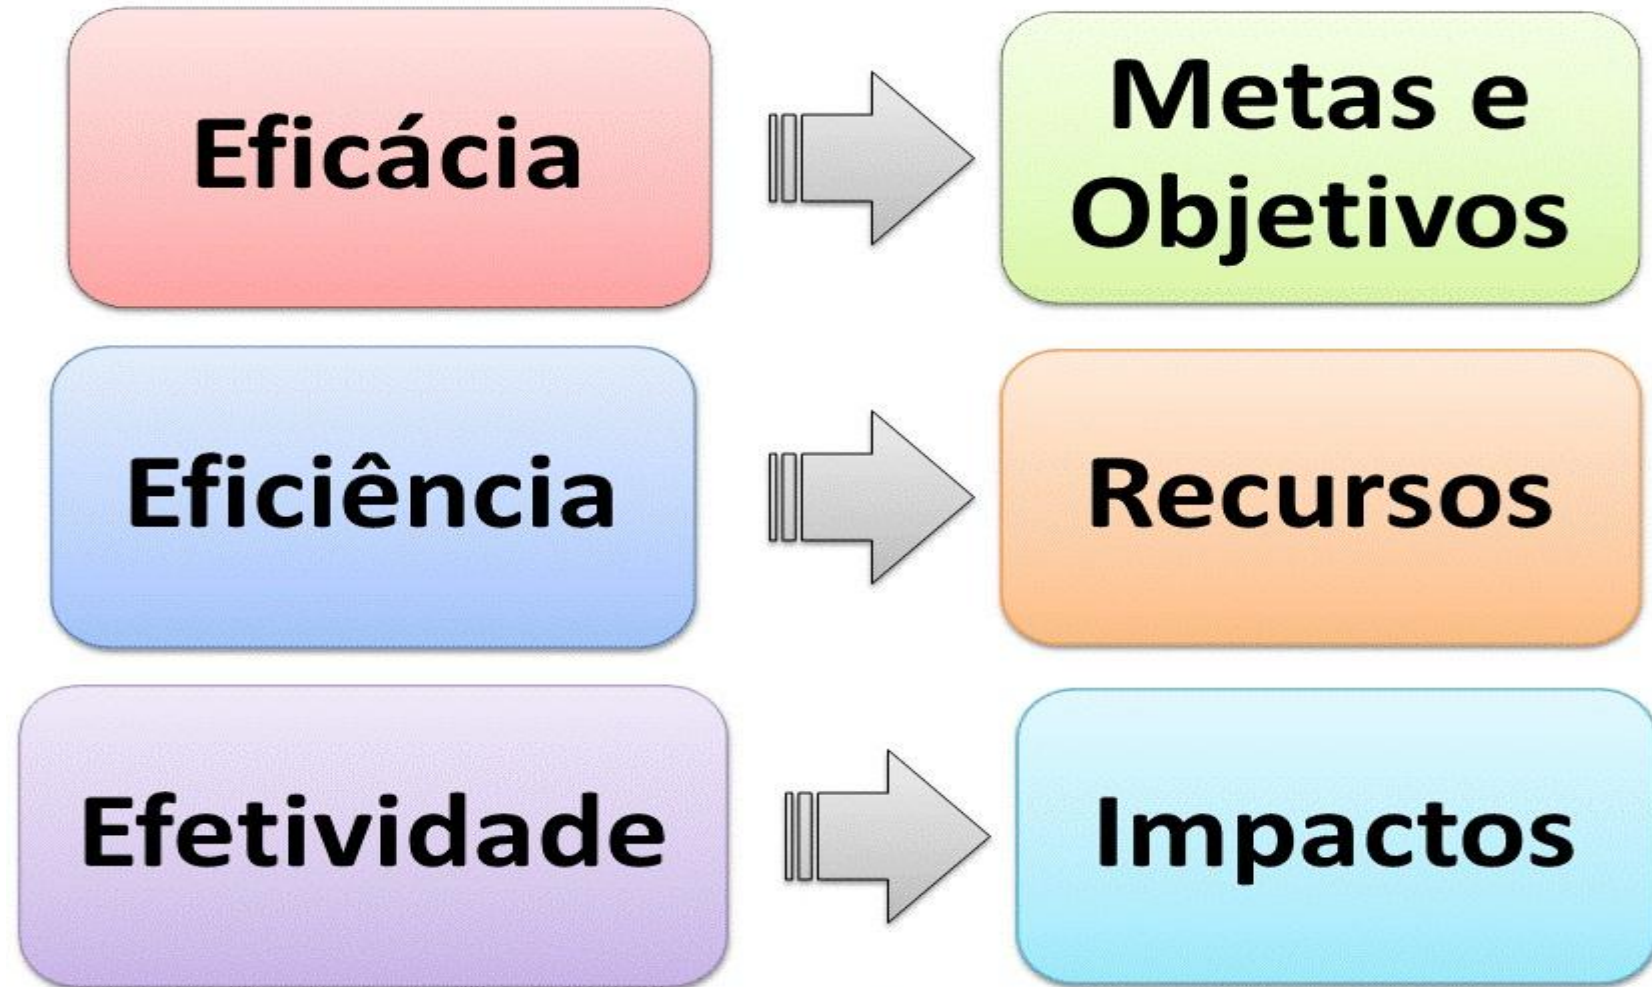 Eficácia
Metas e
Objetivos
Eficiência
Recursos
Efetividade
Impactos